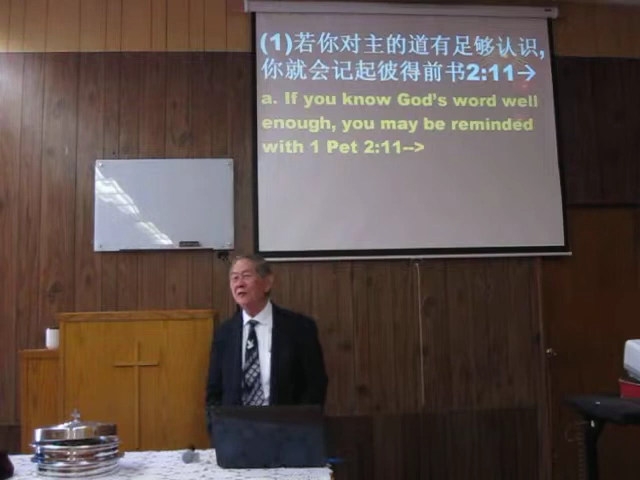 (1)若你对主的道有足够认识,
你就会记起彼得前书2:11→
a. If you know God's word well
enough, you may be reminded
with 1 Pet 2:11-->